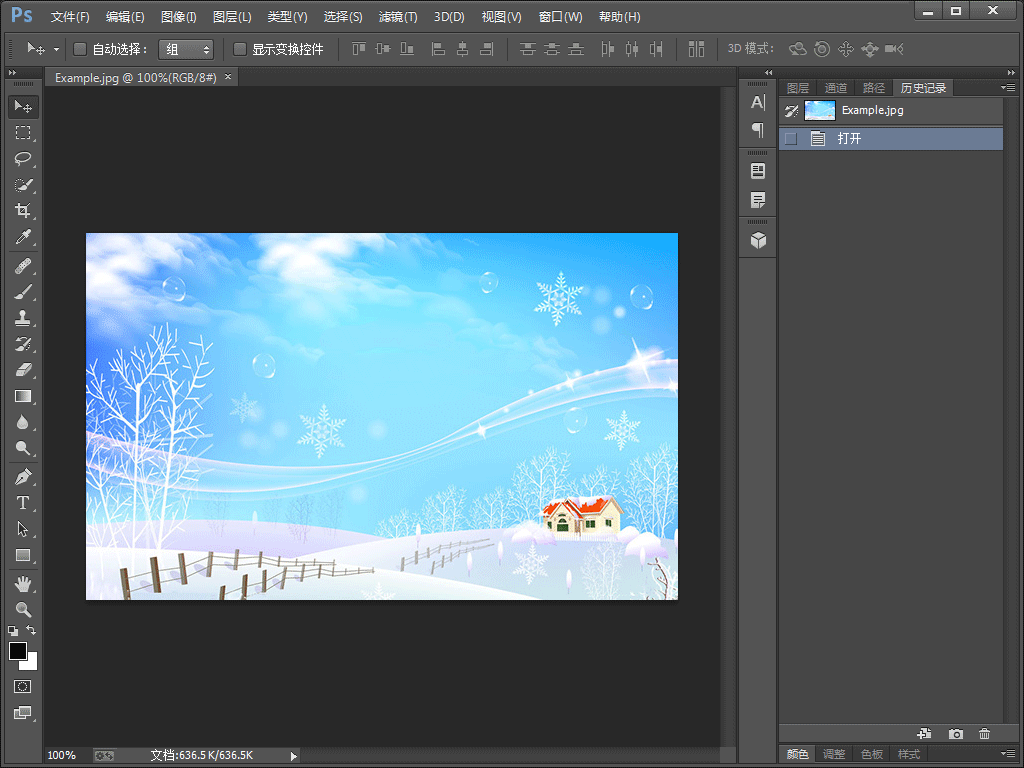 Ps 文件(F) 编辑(E) 图像(I) 图层(L) 类型(Y) 选择(S) 滤镜(T) 3D(D) 视图(V) 窗口(W) 帮助(H)
自动选择： 组 显示变换控件 3D 模式：
Example.jpg @ 100%(RGB/8#) ×
图层 通道 路径 历史记录
Example.jpg
打开
100% 文档:636.5K/636.5K
颜色 调整 色板 样式